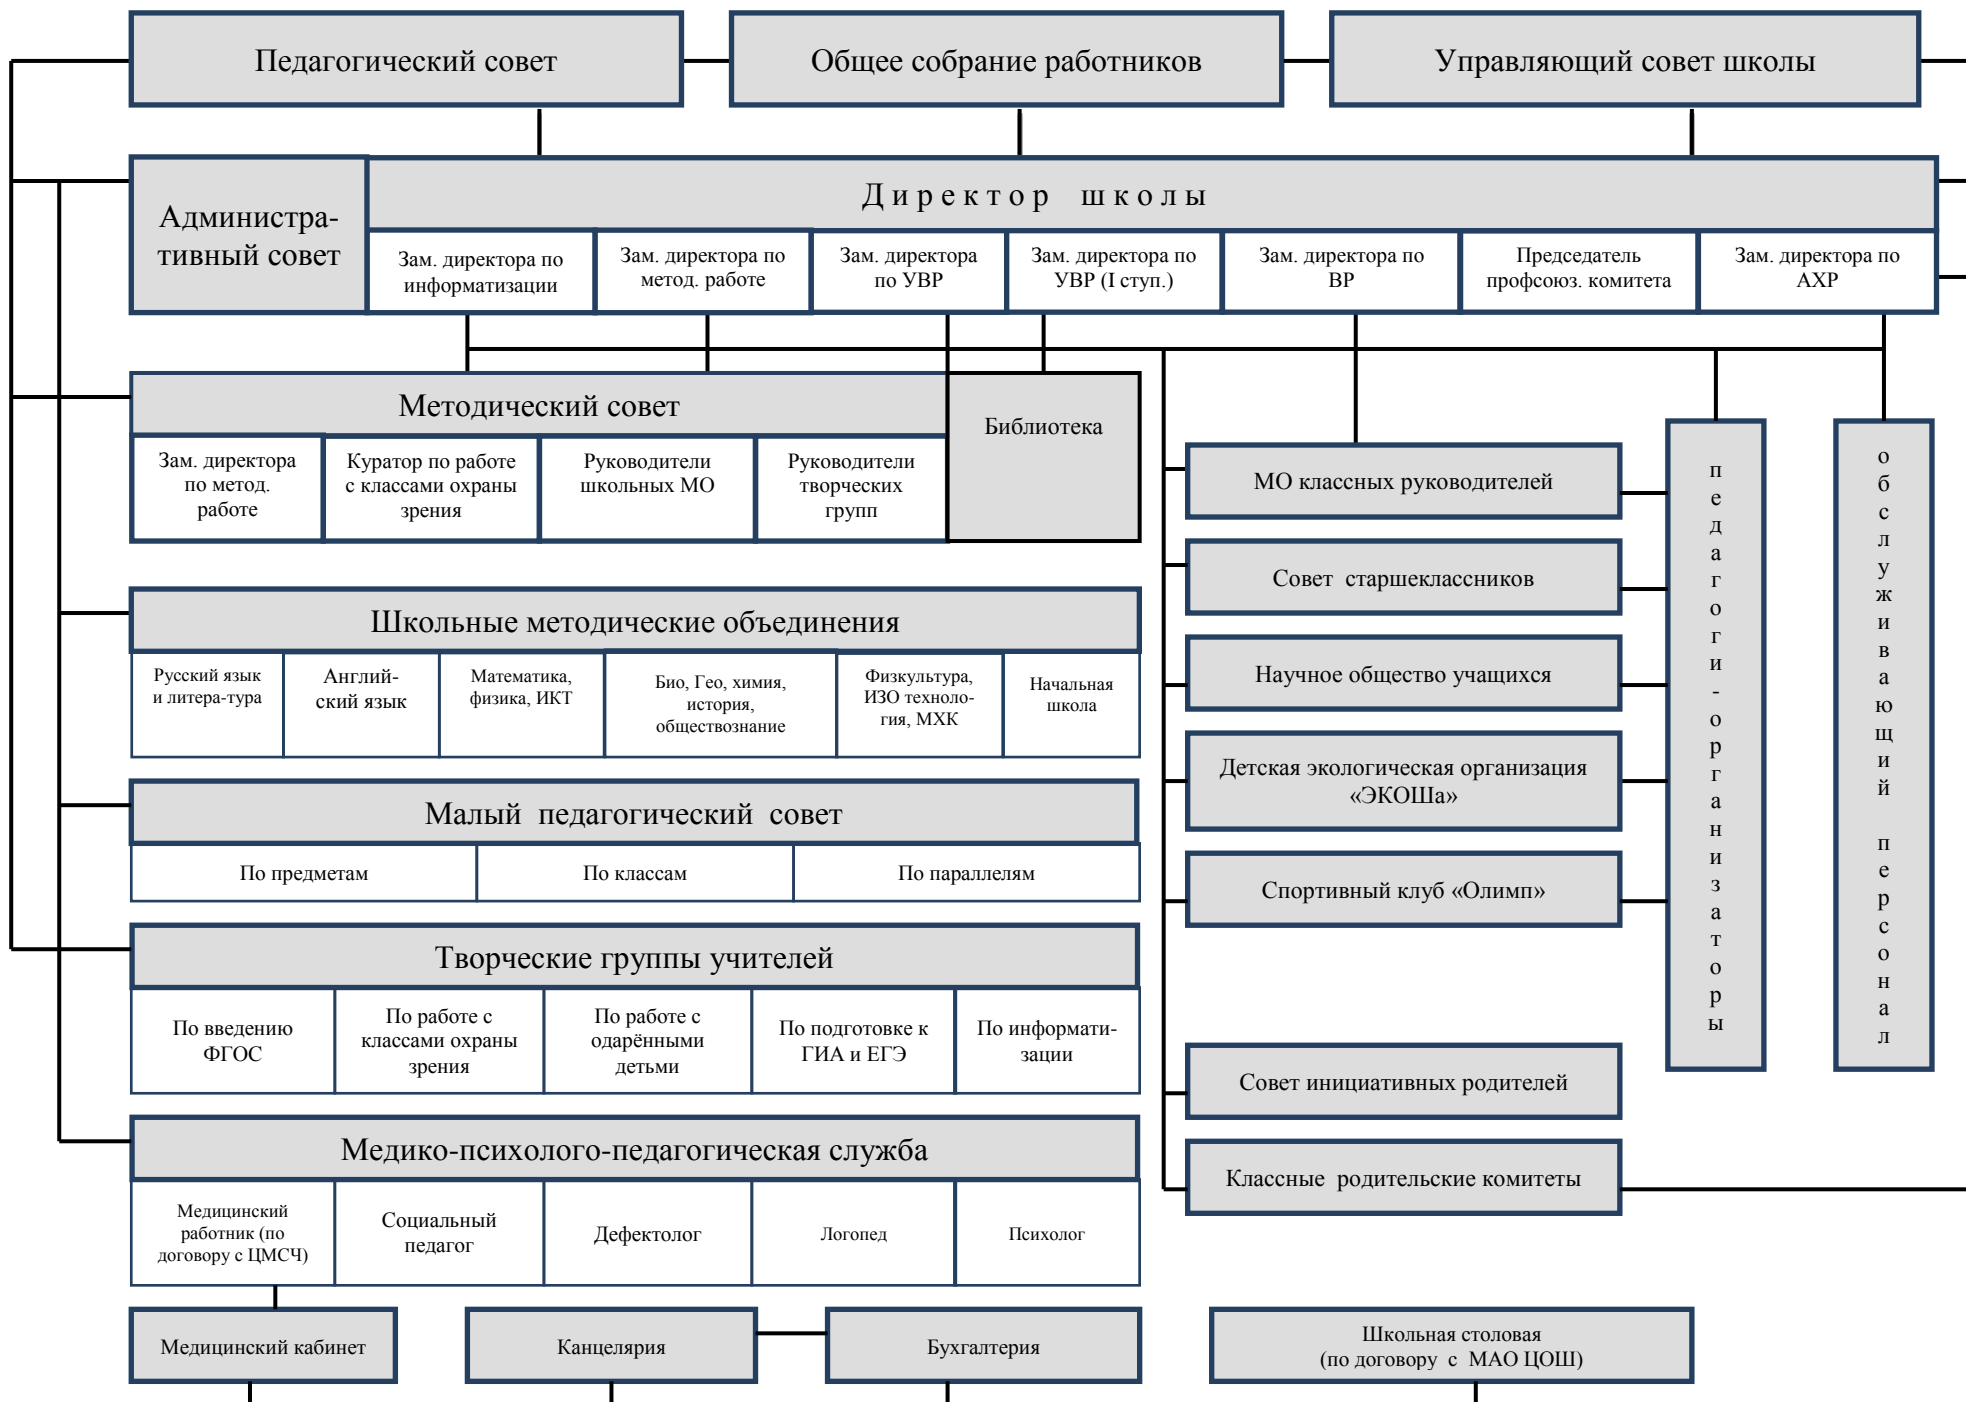 Педагогический совет
Общее собрание работников
Управляющий совет школы
Администра-
тивный совет
Директор школы
Зам. директора по
информатизации
Зам. директора по
метод. работе
Зам. директора
по УВР
Зам. директора по
УВР (I ступ.)
Зам. директора по
ВР
Председатель
профсоюз. комитета
Зам. директора по
АХР
Методический совет
Зам. директора
по метод.
работе
Куратор по работе
с классами охраны
зрения
Руководители
школьных МО
Руководители
творческих
групп
Библиотека
Школьные методические объединения
Русский язык
и литера-тура
Англий-
ский язык
Математика,
физика, ИКТ
Био, Гео, химия,
история,
обществознание
Физкультура,
ИЗО техноло-
гия, МХК
Начальная
школа
Малый педагогический совет
По предметам
По классам
По параллелям
Творческие группы учителей
По введению
ФГОС
По работе с
классами охраны
зрения
По работе с
одарёнными
детьми
По подготовке к
ГИА и ЕГЭ
По информати-
зации
Медико-психолого-педагогическая служба
Медицинский
работник (по
договору с ЦМСЧ)
Социальный
педагог
Дефектолог
Логопед
Психолог
Медицинский кабинет
Канцелярия
Бухгалтерия
МО классных руководителей
Совет старшеклассников
Научное общество учащихся
Детская экологическая организация
«ЭКОШа»
Спортивный клуб «Олимп»
Совет инициативных родителей
Классные родительские комитеты
педагоги-организаторы
обслуживающий персонал
Школьная столовая
(по договору с МАО ЦОШ)